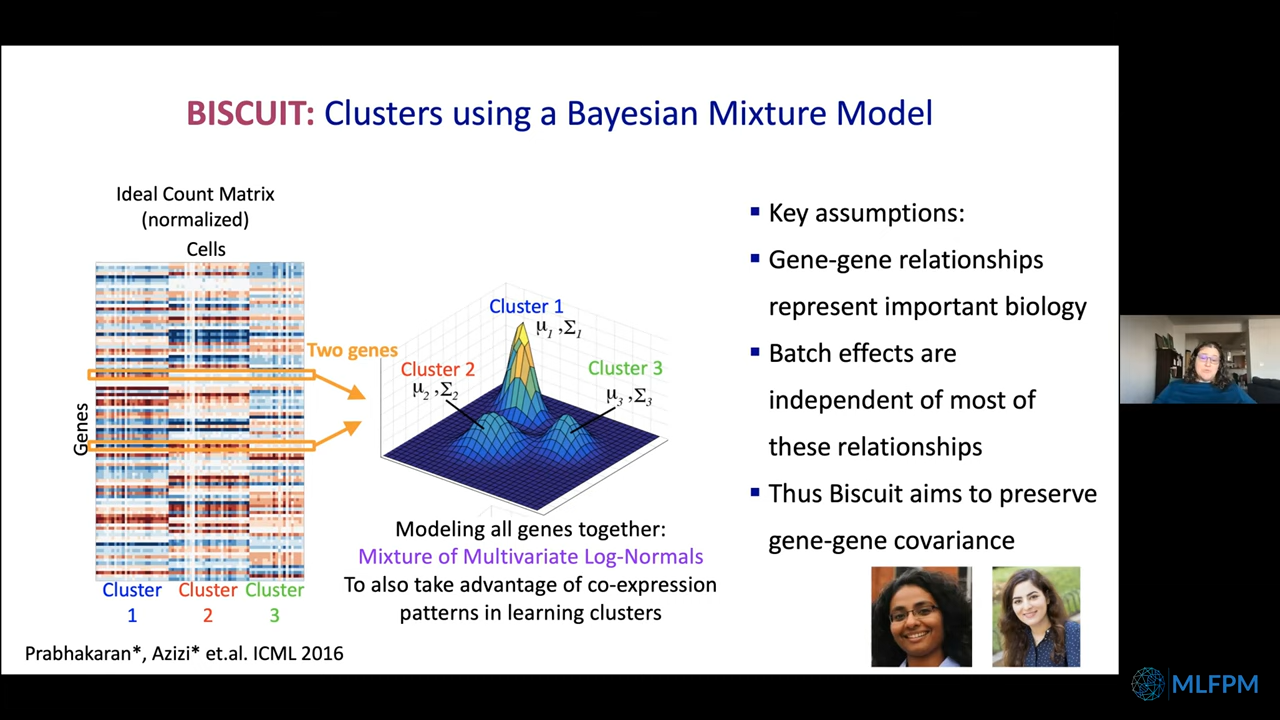 BISCUIT: Clusters using a Bayesian Mixture Model
Ideal Count Matrix
(normalized)
Cells
Genes
Two genes
Cluster 1
μ1 ,Σ1
Cluster 2
μ2 ,Σ2
Cluster 3
μ3 ,Σ3
Cluster
1
Cluster
2
Cluster
3
Modeling all genes together:
Mixture of Multivariate Log-Normals
To also take advantage of co-expression
patterns in learning clusters
Prabhakaran*, Azizi* et.al. ICML 2016
▪ Key assumptions:
▪ Gene-gene relationships
represent important biology
▪ Batch effects are
independent of most of
these relationships
▪ Thus Biscuit aims to preserve
gene-gene covariance
MLFPM